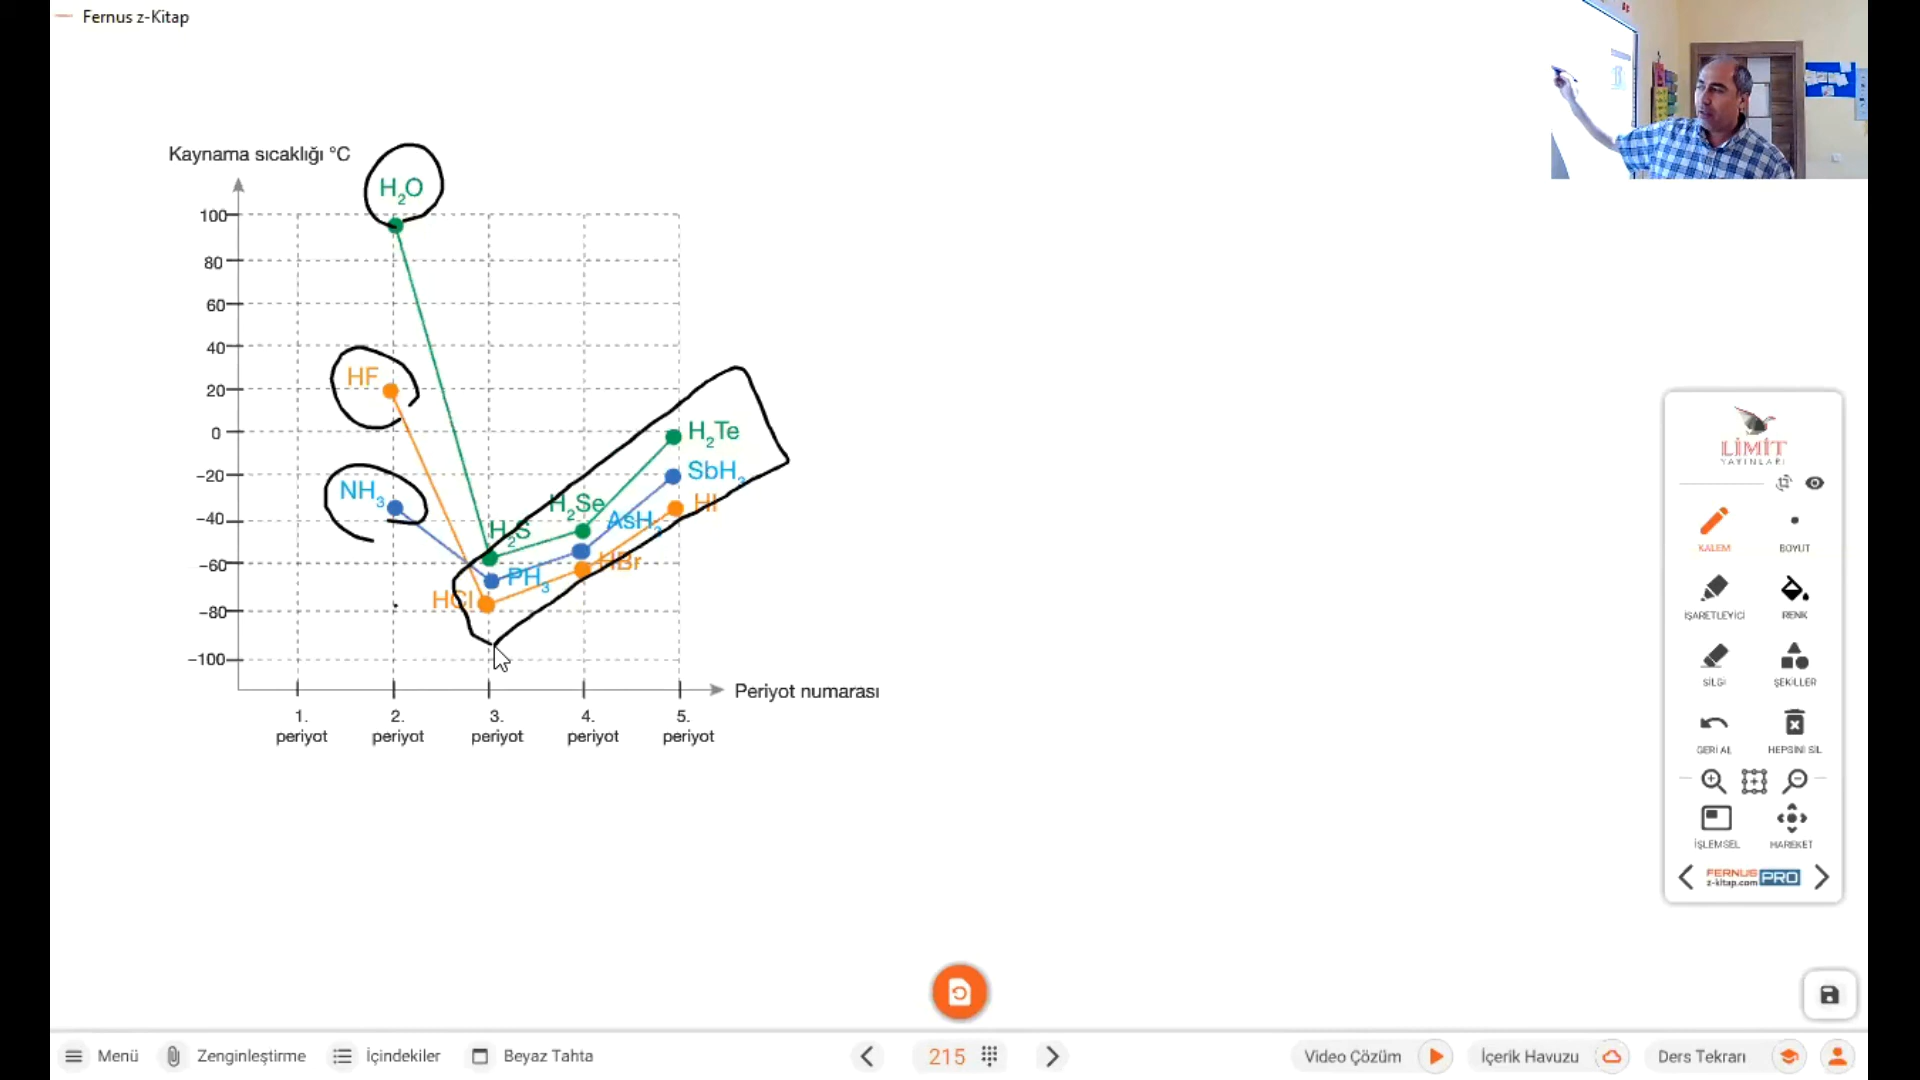 Fernus z-Kitap
Kaynama sıcaklığı °C
H₂O
100
80
60
40
20
0
−20
−40
−60
−80
−100
HF
NH₃
H₂S
PH₃
HCl
H₂Se
AsH₃
HBr
H₂Te
SbH₃
HI
Periyot numarası
1. periyot
2. periyot
3. periyot
4. periyot
5. periyot
LİMİT
YAYINLARI
KALEM
BOYUT
İŞARETLEYİCİ
RENK
SİLGİ
ŞEKİLLER
GERİ AL
HEPSİNİ SİL
İŞLEMSEL
HAREKET
FERNUS
z-kitap.com PRO
Menü
Zenginleştirme
İçindekiler
Beyaz Tahta
215
Video Çözüm
İçerik Havuzu
Ders Tekrarı